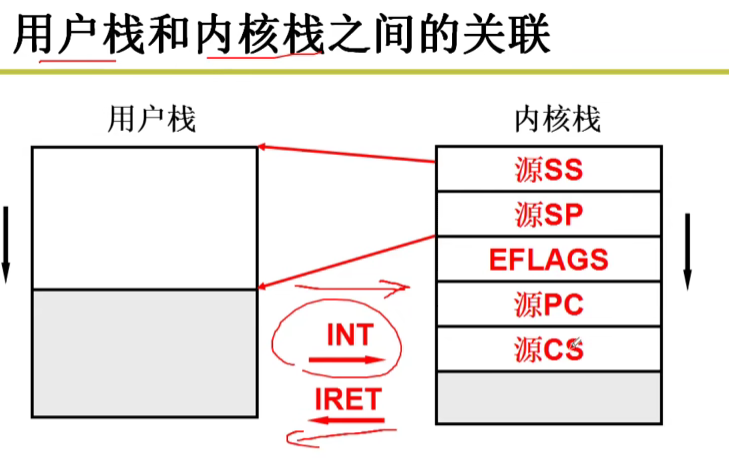 用户栈和内核栈之间的关联
用户栈
内核栈
源SS
源SP
EFLAGS
源PC
源CS
INT
IRET